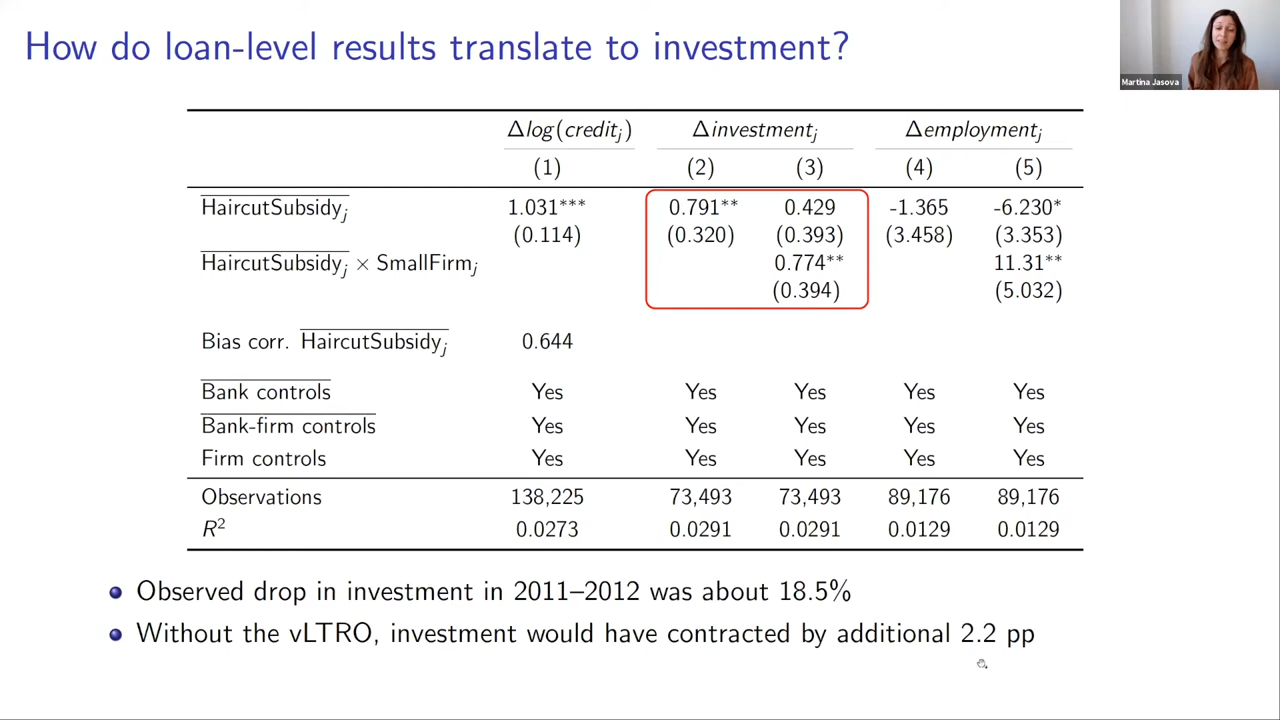 How do loan-level results translate to investment?
Martina Jasova
Δlog(credit_j) Δinvestment_j Δemployment_j
(1) (2) (3) (4) (5)
HaircutSubsidy_j 1.031*** 0.791** 0.429 -1.365 -6.230*
(0.114) (0.320) (0.393) (3.458) (3.353)
HaircutSubsidy_j × SmallFirm_j 0.774** 11.31**
(0.394) (5.032)
Bias corr. HaircutSubsidy_j 0.644
Bank controls Yes Yes Yes Yes Yes
Bank-firm controls Yes Yes Yes Yes Yes
Firm controls Yes Yes Yes Yes Yes
Observations 138,225 73,493 73,493 89,176 89,176
R² 0.0273 0.0291 0.0291 0.0129 0.0129
Observed drop in investment in 2011–2012 was about 18.5%
Without the vLTRO, investment would have contracted by additional 2.2 pp